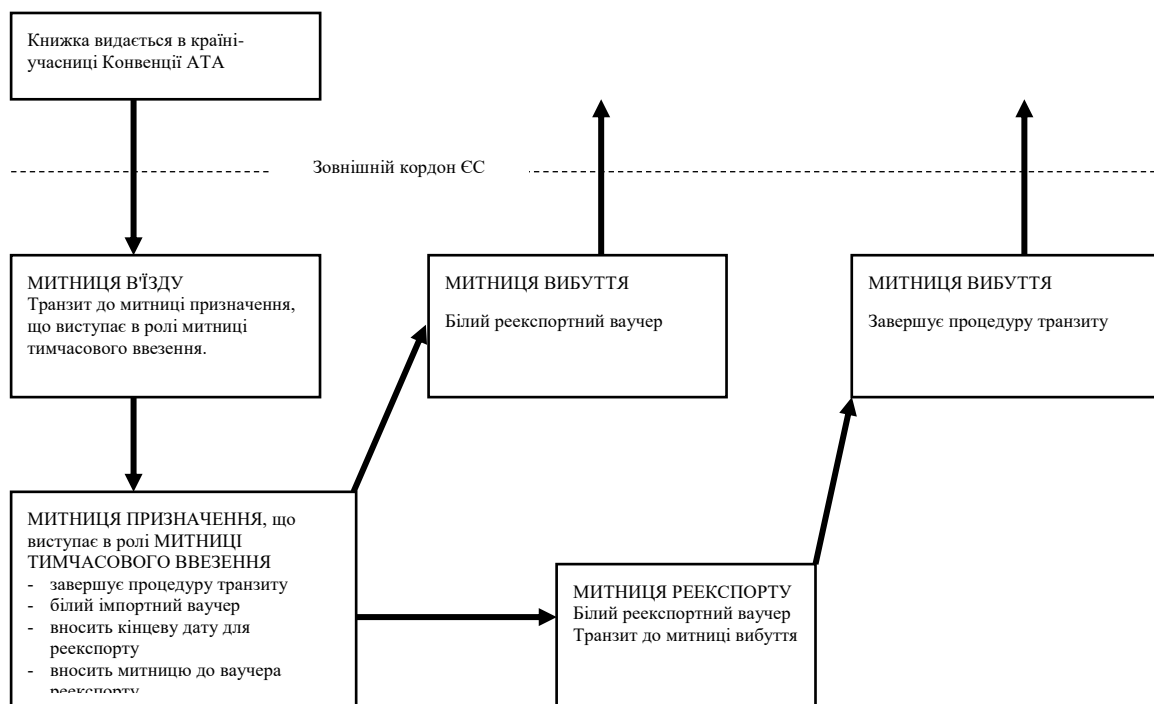 Книжка видається в країні-
учасниці Конвенції АТА
Зовнішній кордон ЄС
МИТНИЦЯ В'ЇЗДУ
Транзит до митниці призначення,
що виступає в ролі митниці
тимчасового ввезення.
МИТНИЦЯ ВИБУТТЯ
Білий реекспортний ваучер
МИТНИЦЯ ВИБУТТЯ
Завершує процедуру транзиту
МИТНИЦЯ ПРИЗНАЧЕННЯ, що
виступає в ролі МИТНИЦІ
ТИМЧАСОВОГО ВВЕЗЕННЯ
- завершує процедуру транзиту
- білий імпортний ваучер
- вносить кінцеву дату для
реекспорту
- вносить митницю до ваучера
реекспорту
МИТНИЦЯ РЕЕКСПОРТУ
Білий реекспортний ваучер
Транзит до митниці вибуття